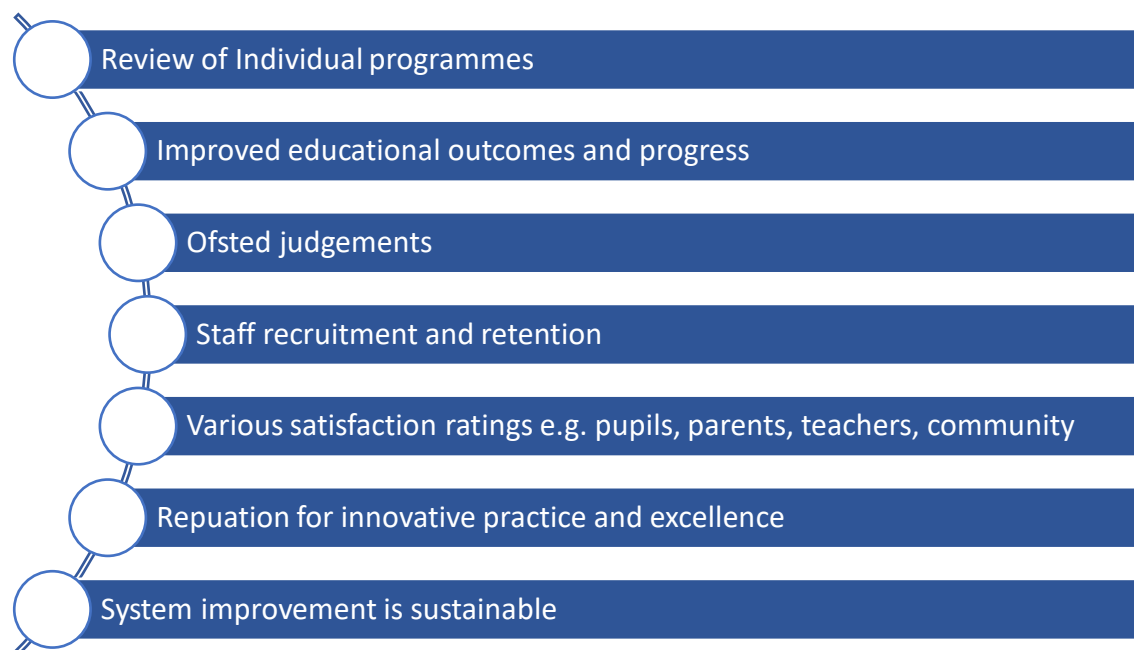 Review of Individual programmes
Improved educational outcomes and progress
Ofsted judgements
Staff recruitment and retention
Various satisfaction ratings e.g. pupils, parents, teachers, community
Repuation for innovative practice and excellence
System improvement is sustainable